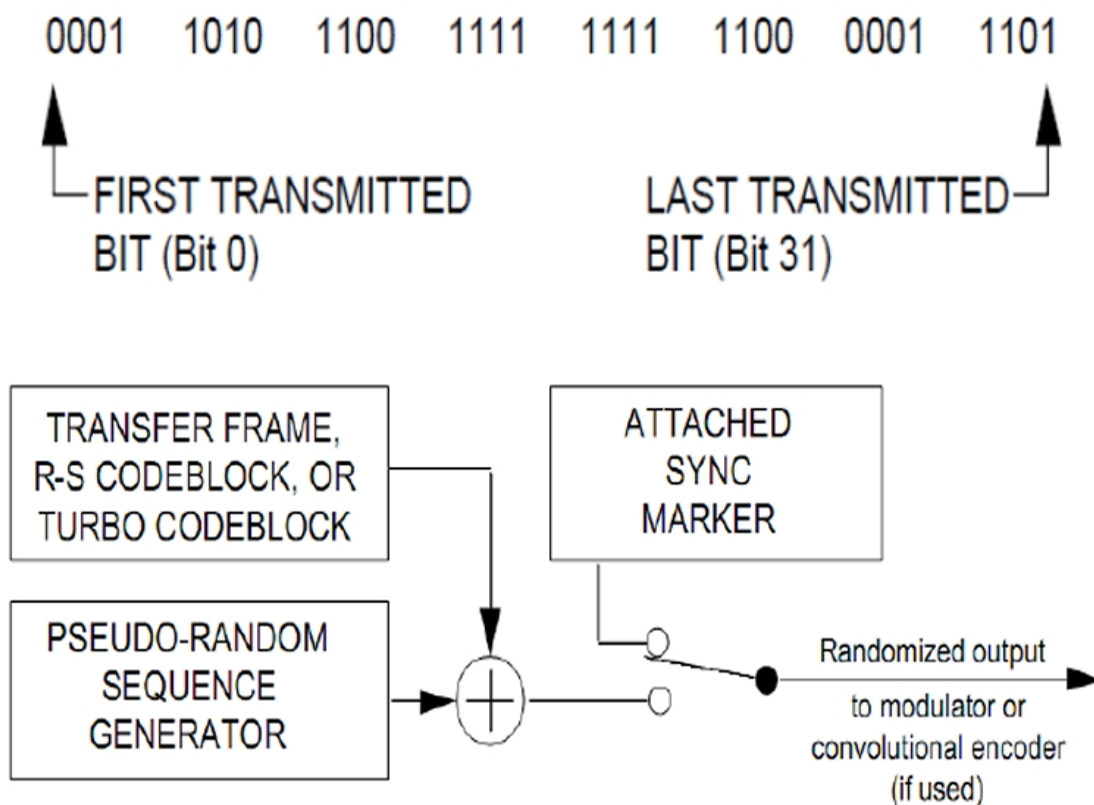 0001 1010 1100 1111 1111 1100 0001 1101
FIRST TRANSMITTED
BIT (Bit 0)
LAST TRANSMITTED
BIT (Bit 31)
TRANSFER FRAME,
R-S CODEBLOCK, OR
TURBO CODEBLOCK
ATTACHED
SYNC
MARKER
PSEUDO-RANDOM
SEQUENCE
GENERATOR
Randomized output
to modulator or
convolutional encoder
(if used)